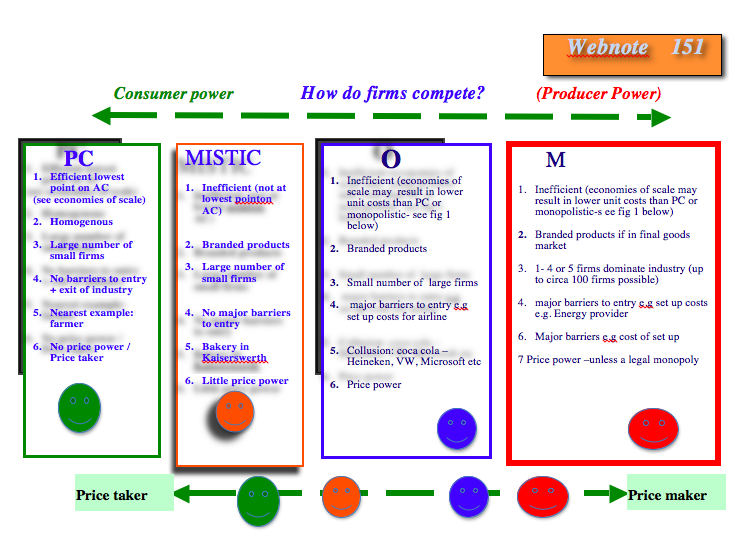 Webnote 151
Consumer power
How do firms compete?
(Producer Power)
PC
1. Efficient lowest
point on AC
(see economies of scale)
2. Homogenous
3. Large number of
small firms
4. No barriers to entry
+ exit of industry
5. Nearest example:
farmer
6. No price power /
Price taker
MISTIC
1. Inefficient (not at
lowest pointon
AC)
2. Branded products
3. Large number of
small firms
4. No major barriers
to entry
5. Bakery in
Kaiserswerth
6. Little price power
O
1. Inefficient (economies of
scale may result in lower
unit costs than PC or
monopolistic- see fig 1
below)
2. Branded products
3. Small number of large firms
4. major barriers to entry e.g
set up costs for airline
5. Collusion: coca cola –
Heineken, VW, Microsoft etc
6. Price power
M
1. Inefficient (economies of scale may
result in lower unit costs than PC or
monopolistic-s ee fig 1 below)
2. Branded products if in final goods
market
3. 1- 4 or 5 firms dominate industry (up
to circa 100 firms possible)
4. major barriers to entry e.g set up costs
e.g. Energy provider
6. Major barriers e.g cost of set up
7 Price power –unless a legal monopoly
Price taker
Price maker